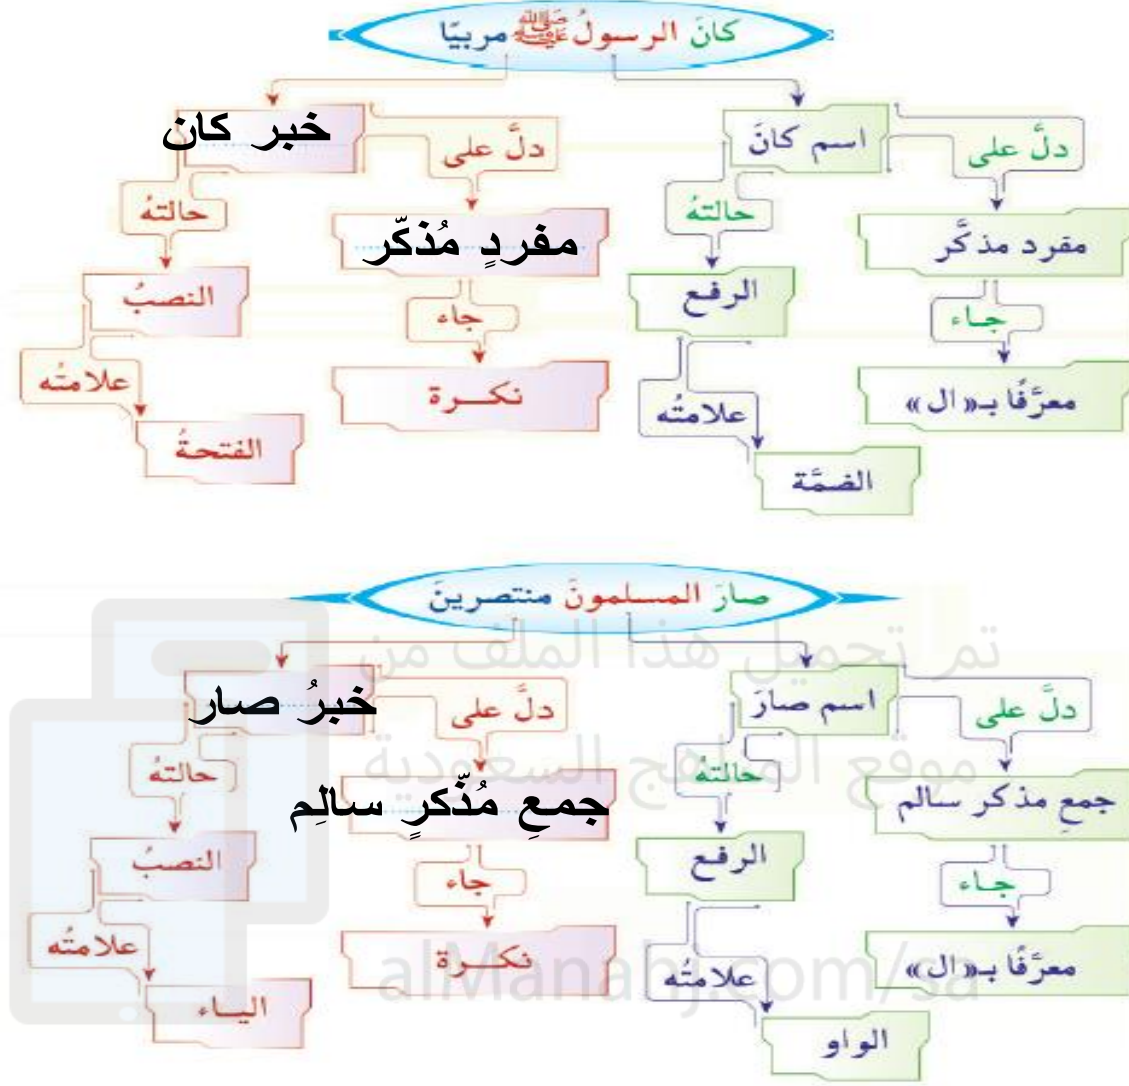 كانَ الرسولُ ﷺ مربيًا
اسم كانَ
دلَّ على
حالتهُ
مفرد مذكَّر
الرفع
جاء
علامتُه
معرَّفًا بـ« ال »
الضمَّة
خبر كان
دلَّ على
حالتهُ
مفردٍ مُذكّر
النصبُ
جاء
علامتُه
نكرة
الفتحةُ
صارَ المسلمونَ منتصرينَ
اسم صارَ
دلَّ على
حالتهُ
جمعِ مذكر سالم
الرفع
جاء
علامتُه
معرَّفًا بـ« ال »
الواو
خبرُ صار
دلَّ على
حالتهُ
جمعِ مُذّكرٍ سالِم
النصبُ
جاء
علامتُه
نكرة
الياء
تم تحميل هذا الملف من
موقع المناهج السعودية
alManahj.com/sa